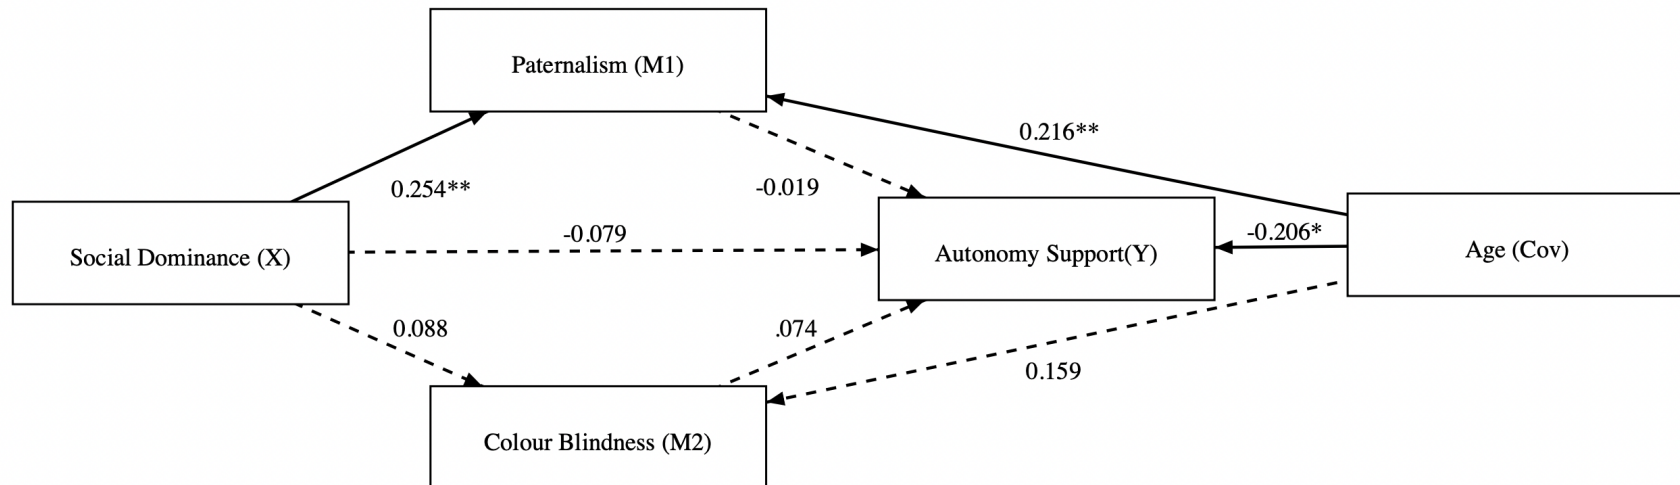 Paternalism (M1)
0.216**
0.254**
-0.019
Social Dominance (X)
-0.079
Autonomy Support(Y)
-0.206*
Age (Cov)
0.088
.074
0.159
Colour Blindness (M2)